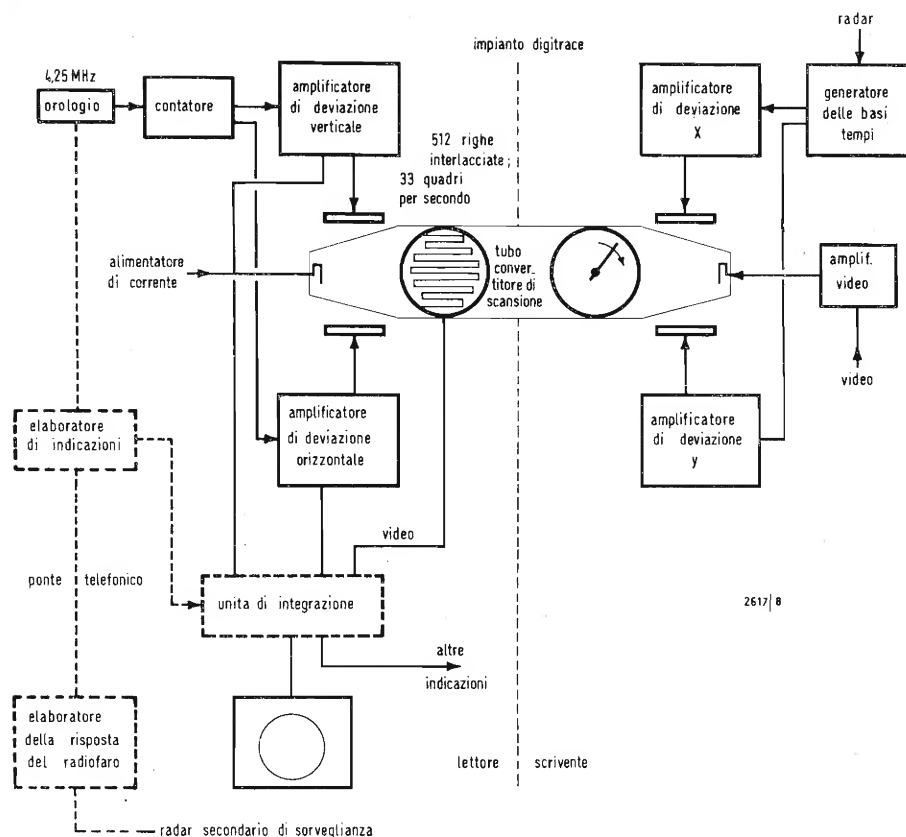 radar
impianto digitrace
4,25 MHz
orologio
contatore
amplificatore
di deviazione
verticale
amplificatore
di deviazione
X
generatore
delle basi
tempi
512 righe
interlacciate;
33 quadri
per secondo
alimentatore
di corrente
tubo
conver_
titore di
scansione
amplif.
video
video
elaboratore
di indicazioni
amplificatore
di deviazione
orizzontale
amplificatore
di deviazione
y
video
ponte telefonico
unita di integrazione
2617/8
altre
indicazioni
elaboratore
della risposta
del radiofaro
lettore scrivente
radar secondario di sorveglianza